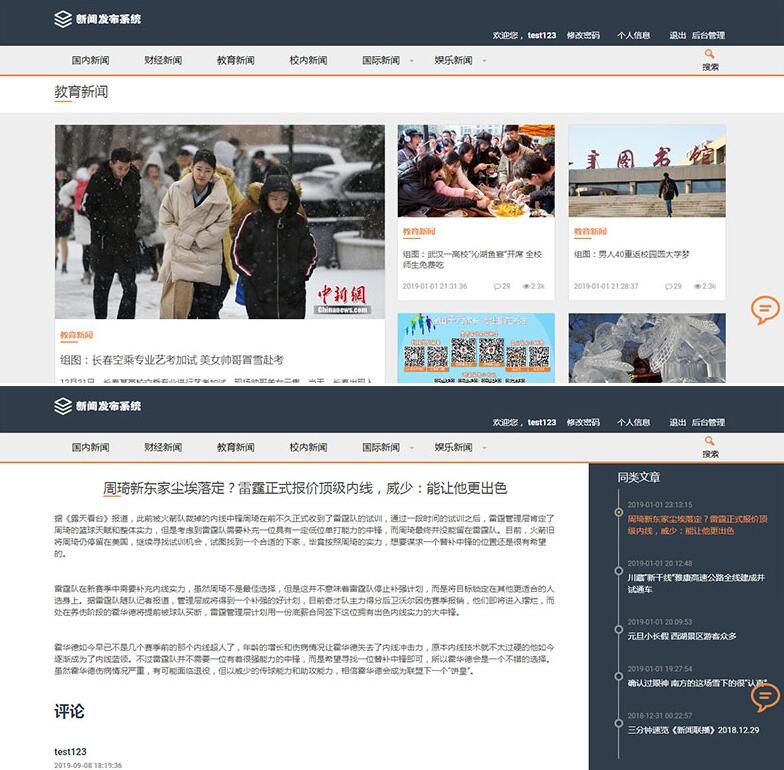 新闻发布系统
欢迎您， test123 修改密码 个人信息 退出 后台管理
国内新闻 财经新闻 教育新闻 校内新闻 国际新闻 娱乐新闻 搜索
教育新闻
中新网
Chinanews.com
教育新闻
组图：长春空乘专业艺考加试 美女帅哥冒雪赴考
教育新闻
组图：武汉一高校"沁湖鱼宴"开席 全校
师生免费吃
2019-01-01 21:31:36 29 2.3k
图书馆
教育新闻
组图：男人40重返校园圆大学梦
2019-01-01 21:28:37 29 2.3k
新闻发布系统
欢迎您， test123 修改密码 个人信息 退出 后台管理
国内新闻 财经新闻 教育新闻 校内新闻 国际新闻 娱乐新闻 搜索
周琦新东家尘埃落定？雷霆正式报价顶级内线，威少：能让他更出色
据《露天看台》报道，此前被火箭队裁掉的内线中锋周琦在前不久正式收到了雷霆队的试训，通过一段时间的试训之后，雷霆管理层肯定了
周琦的篮球天赋和整体实力，但是考虑到雷霆队需要补充一位具有一定低位单打能力的中锋，而周琦最终并没能留在雷霆队。目前，火箭旧
将周琦仍停留在美国，继续寻找试训机会，试图找到一个合适的下家，毕竟按照周琦的实力，想要谋求一个替补中锋的位置还是很有希望
的。
雷霆队在新赛季中需要补充内线实力，虽然周琦不是最佳选择，但是这并不意味着雷霆队停止补强计划，而是将目标锁定在其他更适合的人
选身上。据雷霆队随队记者报道，管理层或将得到一个补强的好计划，目前奇才队主力得分后卫沃尔因伤赛季报销，他们即将进入摆烂，而
处在养伤阶段的霍华德将提前被球队买断，雷霆管理层计划用一份底薪合同签下这位拥有出色内线实力的大中锋。
霍华德如今早已不是几个赛季前的那个内线超人了，年龄的增长和伤病情况让霍华德失去了内线冲击力，原本内线技术就不太过硬的他如今
逐渐成为了内线蓝领。不过雷霆队并不需要一位有着很强能力的中锋，而是希望寻找一位替补中锋即可，所以霍华德会是一个不错的选择。
虽然霍华德伤病情况严重，有可能面临退役，但以威少的传球能力和助攻能力，相信霍华德会成为联盟下一个"饼皇"。
评论
test123
2019-09-08 18:19:36
同类文章
2019-01-01 23:13:15
周琦新东家尘埃落定？雷霆正式报价顶
级内线，威少：能让他更出色
2019-01-01 20:12:48
川藏"新干线"雅康高速公路全线建成并
试通车
2019-01-01 20:09:53
元旦小长假 西湖景区游客众多
2019-01-01 19:27:54
确认过眼神 南方的这场雪下的很"认真"
2018-12-31 00:22:57
三分钟速览《新闻联播》2018.12.29